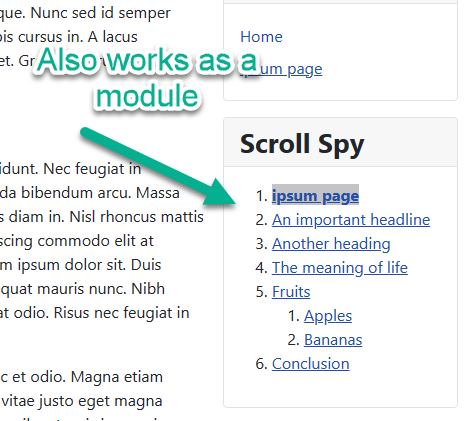 que. Nunc sed id semper
bis cursus in. A lacus
et. Gr
Also works as a
module
idunt. Nec feugiat in
da bibendum arcu. Massa
s diam in. Nisl rhoncus mattis
scing commodo elit at
m ipsum dolor sit. Duis
quat mauris nunc. Nibh
at odio. Risus nec feugiat in
c et odio. Magna etiam
vitae justo eget magna
Home
ipsum page
Scroll Spy
1. ipsum page
2. An important headline
3. Another heading
4. The meaning of life
5. Fruits
1. Apples
2. Bananas
6. Conclusion